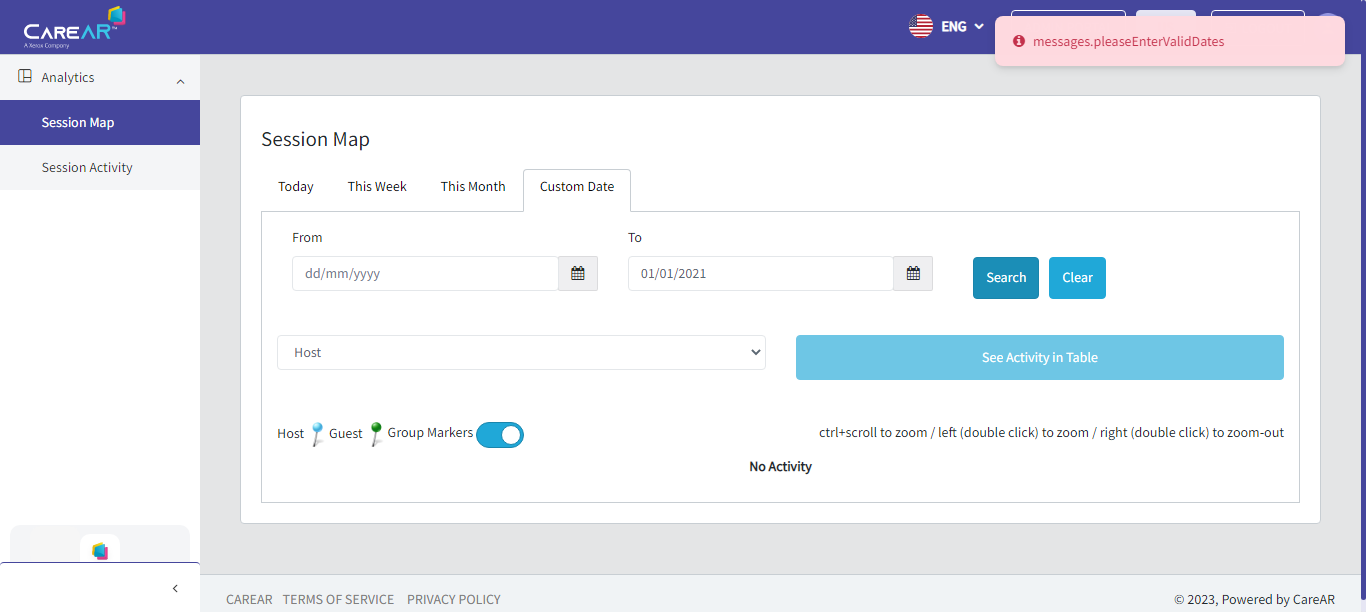 CAREAR™
A Xerox Company
ENG
messages.pleaseEnterValidDates
Analytics
Session Map
Session Activity
Session Map
Today This Week This Month Custom Date
From To
dd/mm/yyyy 01/01/2021 Search Clear
Host See Activity in Table
Host Guest Group Markers ctrl+scroll to zoom / left (double click) to zoom / right (double click) to zoom-out
No Activity
CAREAR TERMS OF SERVICE PRIVACY POLICY © 2023, Powered by CareAR